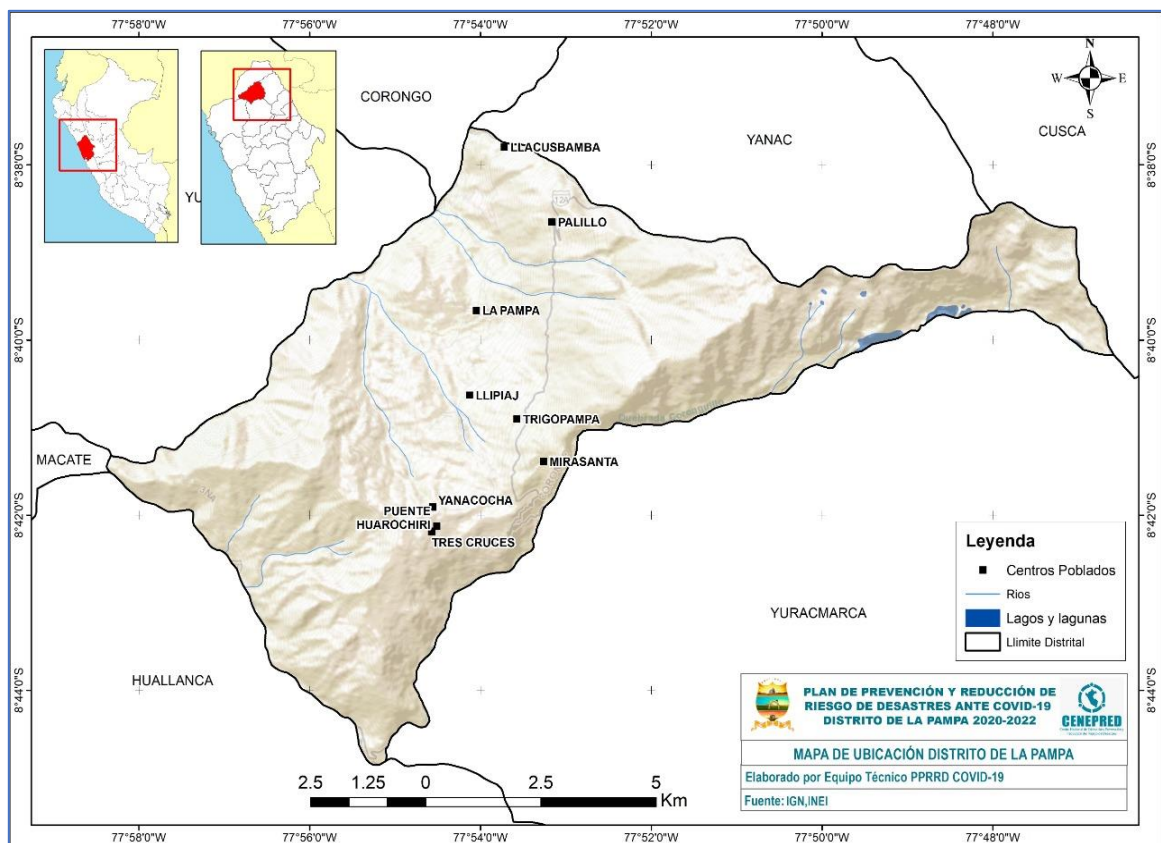 77°58'0"W
77°56'0"W
77°54'0"W
77°52'0"W
77°50'0"W
77°48'0"W
N
W
E
S
CORONGO
YANAC
CUSCA
8°38'0"S
8°38'0"S
LLACUSBAMBA
PALILLO
LA PAMPA
8°40'0"S
8°40'0"S
LLIPIAJ
TRIGOPAMPA
MACATE
MIRASANTA
YANACOCHA
PUENTE
HUAROCHIRI
TRES CRUCES
8°42'0"S
8°42'0"S
Leyenda
Centros Poblados
Rios
Lagos y lagunas
Llimite Distrital
YURACMARCA
HUALLANCA
8°44'0"S
8°44'0"S
PLAN DE PREVENCIÓN Y REDUCCIÓN DE
RIESGO DE DESASTRES ANTE COVID-19
DISTRITO DE LA PAMPA 2020-2022
CENEPRED
MAPA DE UBICACIÓN DISTRITO DE LA PAMPA
Elaborado por Equipo Técnico PPRRD COVID-19
Fuente: IGN,INEI
2.5 1.25 0 2.5 5
Km
77°58'0"W
77°56'0"W
77°54'0"W
77°52'0"W
77°50'0"W
77°48'0"W